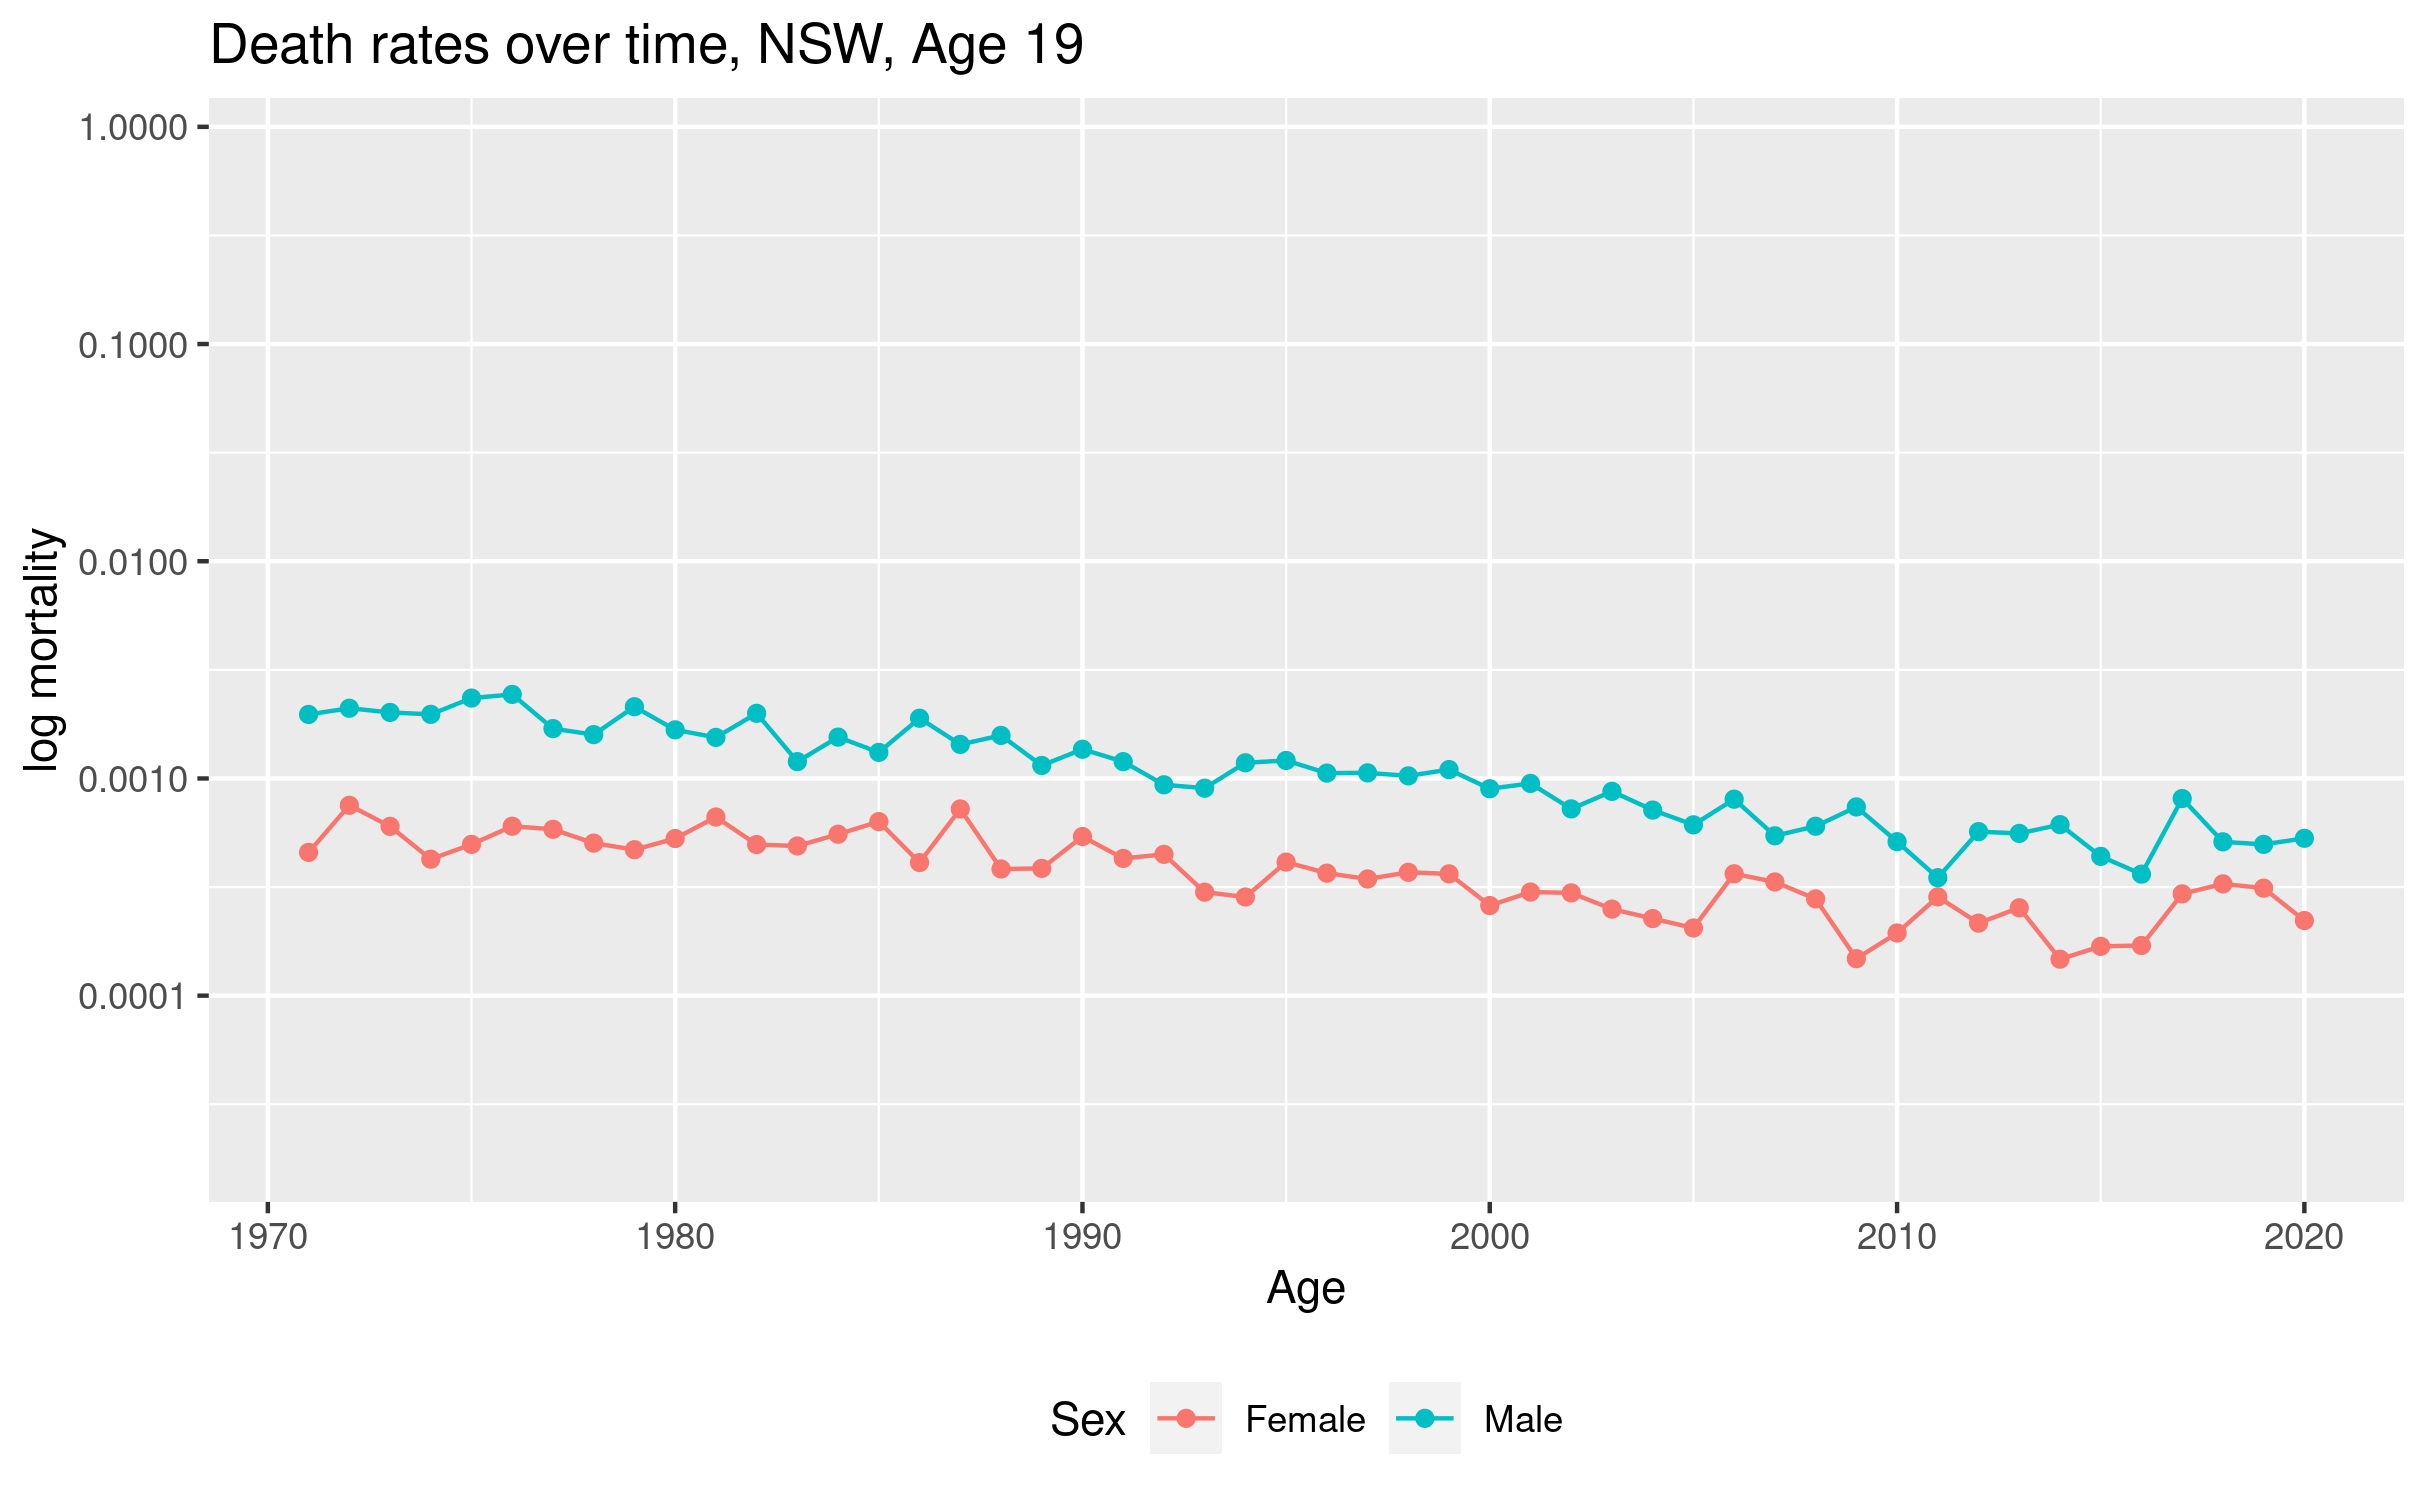 Death rates over time, NSW, Age 19
1.0000
0.1000
0.0100
0.0010
0.0001
log mortality
1970 1980 1990 2000 2010 2020
Age
Sex Female Male